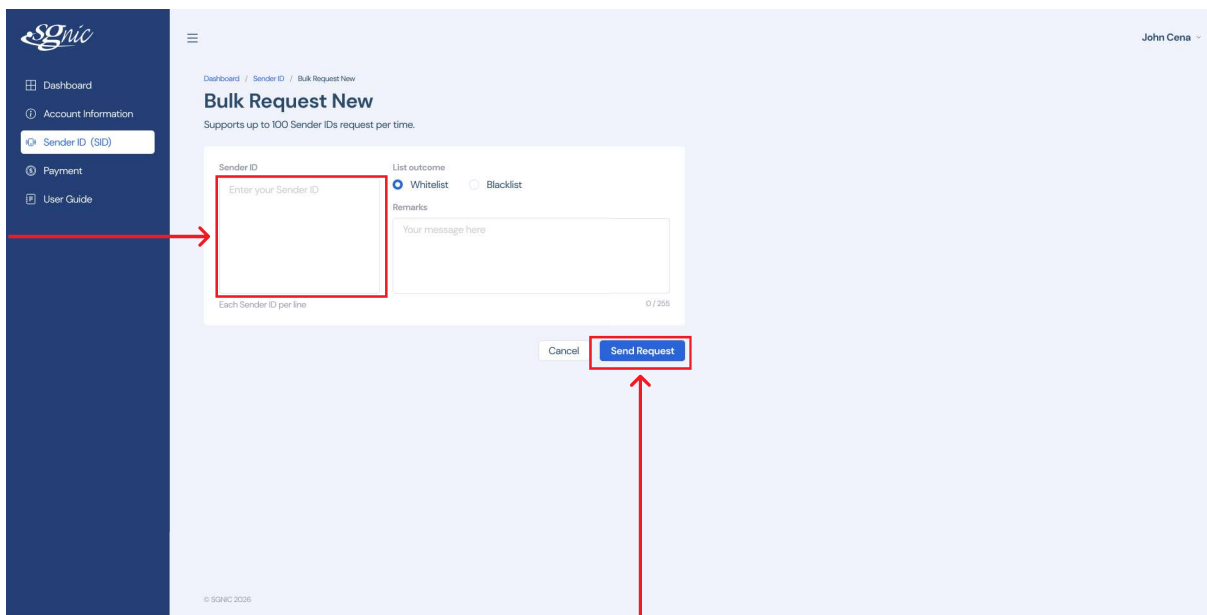 sgnic
John Cena
Dashboard
Account Information
Sender ID (SID)
Payment
User Guide
Dashboard / Sender ID / Bulk Request New
Bulk Request New
Supports up to 100 Sender IDs request per time.
Sender ID
Enter your Sender ID
Each Sender ID per line
List outcome
Whitelist Blacklist
Remarks
Your message here
0 / 255
Cancel Send Request
© SGNIC 2026